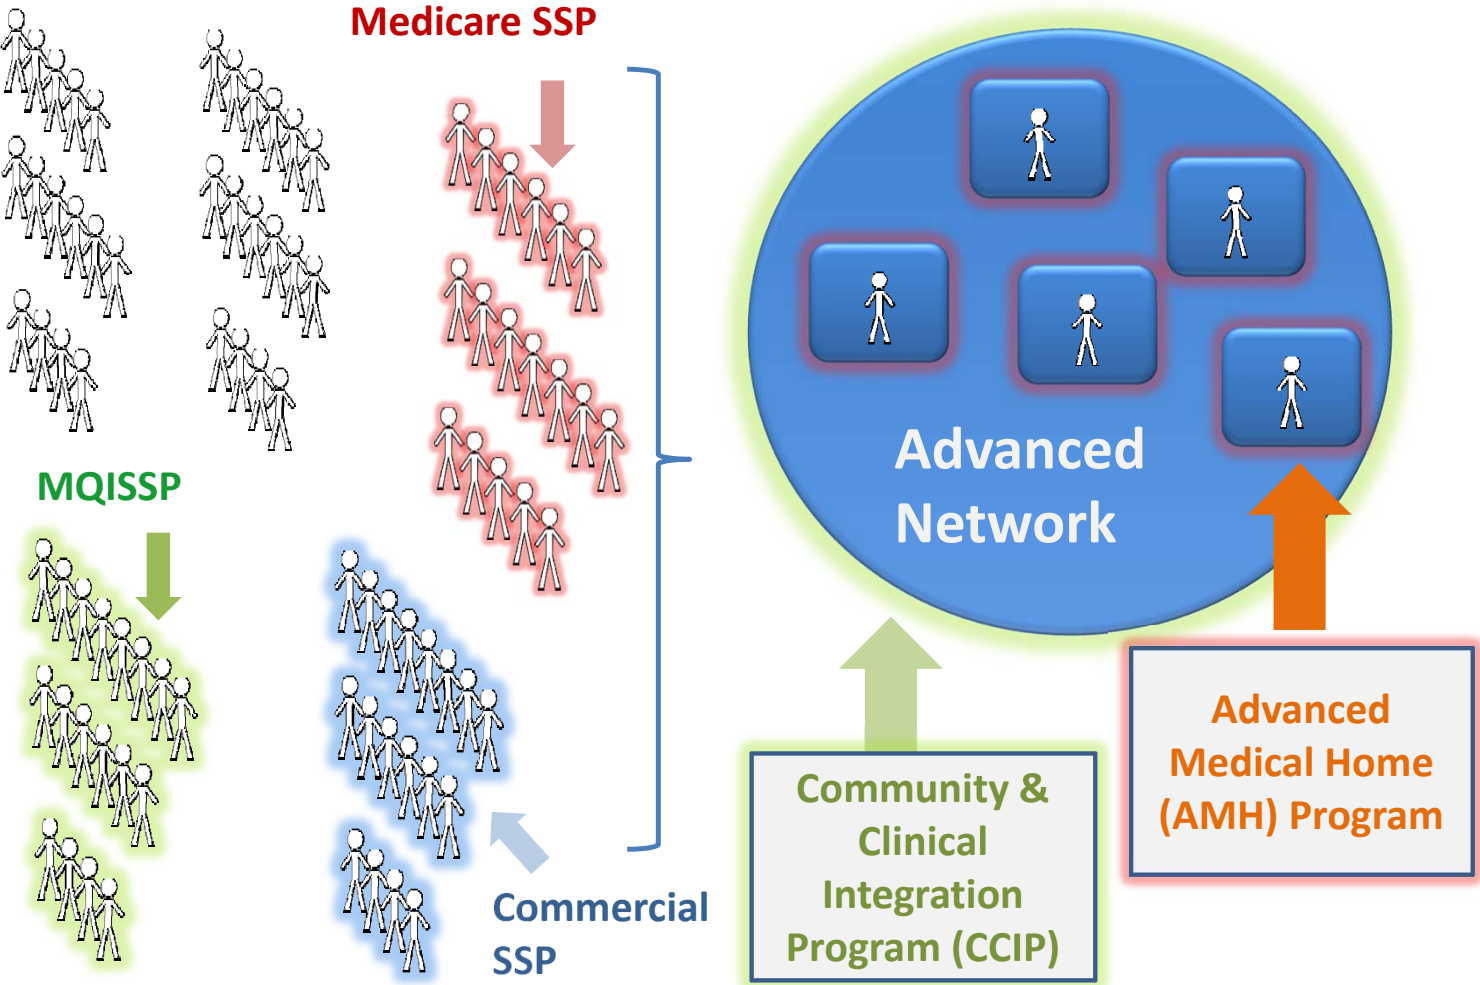 Medicare SSP
MQISSP
Commercial
SSP
Advanced
Network
Community &
Clinical
Integration
Program (CCIP)
Advanced
Medical Home
(AMH) Program